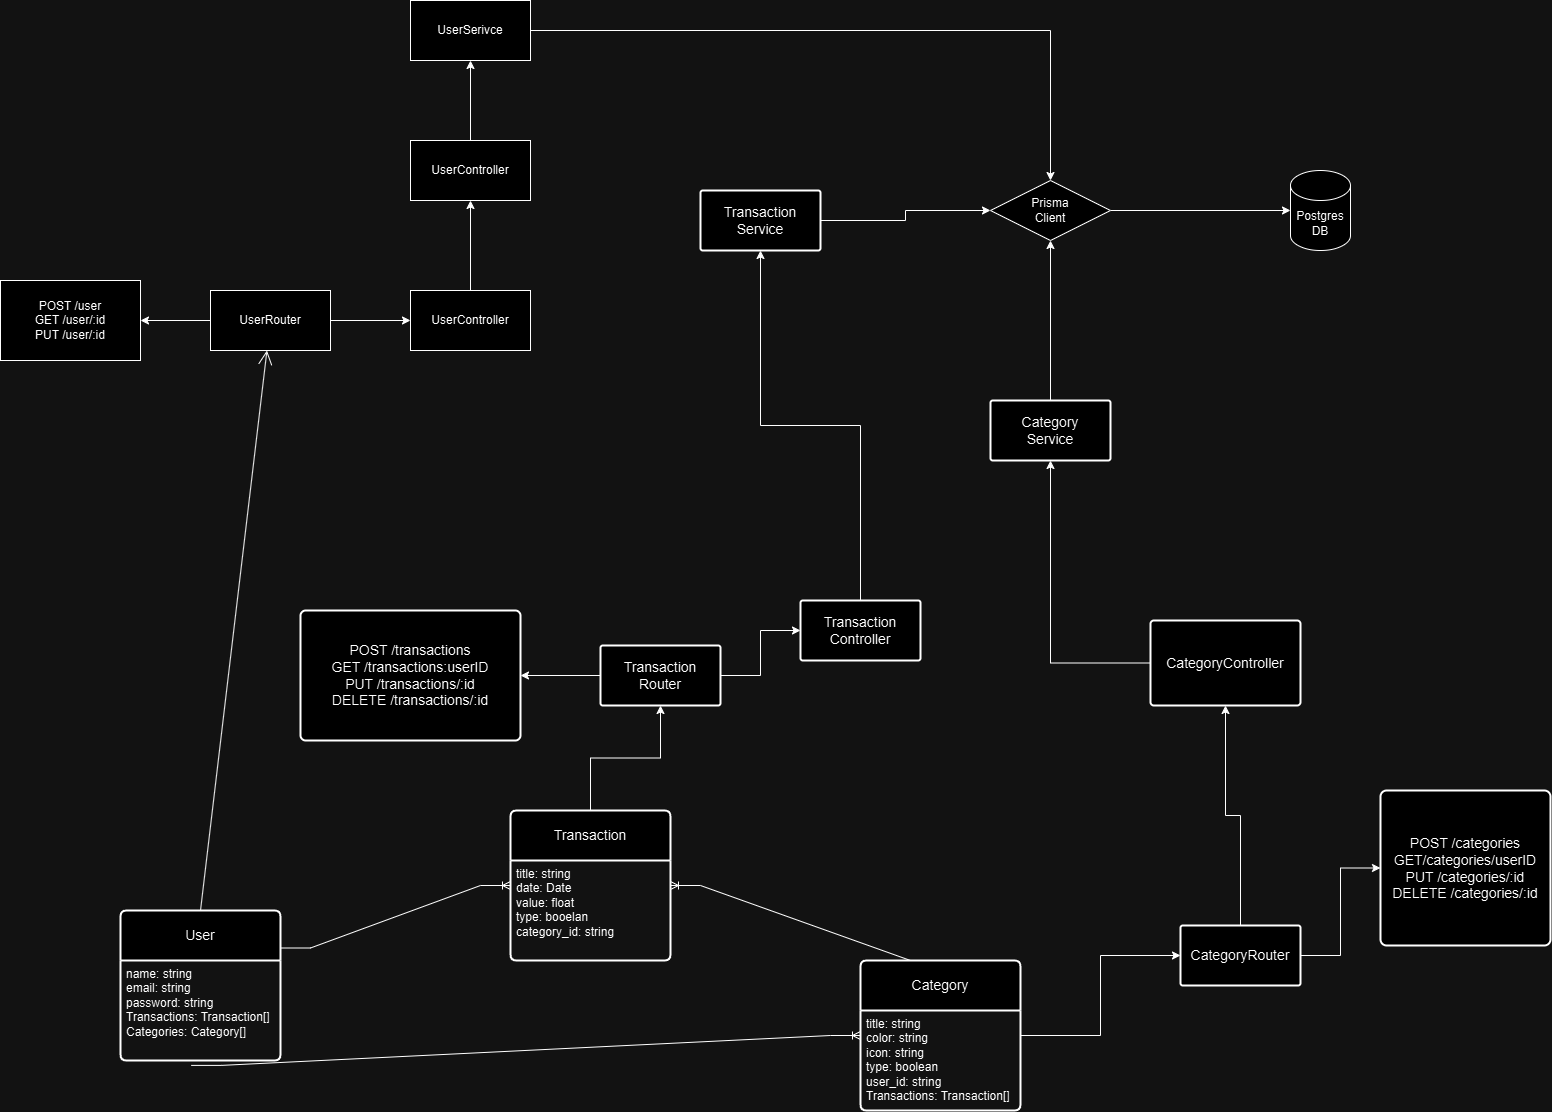 UserSerivce
UserController
Transaction
Service
Prisma
Client
Postgres
DB
POST /user
GET /user/:id
PUT /user/:id
UserRouter
UserController
Category
Service
POST /transactions
GET /transactions:userID
PUT /transactions/:id
DELETE /transactions/:id
Transaction
Router
Transaction
Controller
CategoryController
Transaction
title: string
date: Date
value: float
type: booelan
category_id: string
POST /categories
GET/categories/userID
PUT /categories/:id
DELETE /categories/:id
User
name: string
email: string
password: string
Transactions: Transaction[]
Categories: Category[]
CategoryRouter
Category
title: string
color: string
icon: string
type: boolean
user_id: string
Transactions: Transaction[]